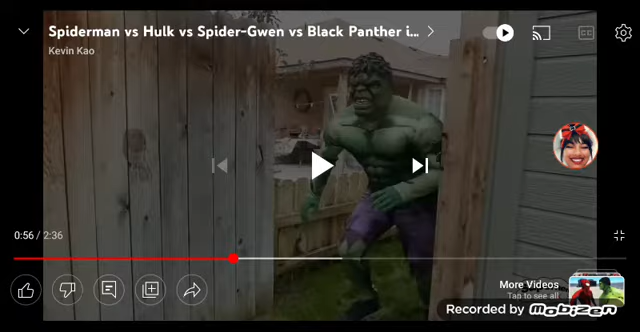 Spiderman vs Hulk vs Spider-Gwen vs Black Panther i...
Kevin Kao
CC
0:56 / 2:36
More Videos
Tap to see all
Recorded by Mobizen